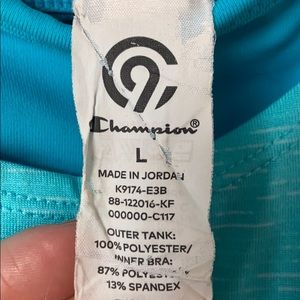 C9
Champion®
L
MADE IN JORDAN
K9174-E3B
88-122016-KF
000000-C117
OUTER TANK:
100% POLYESTER/
INNER BRA:
87% POLYESTER/
13% SPANDEX